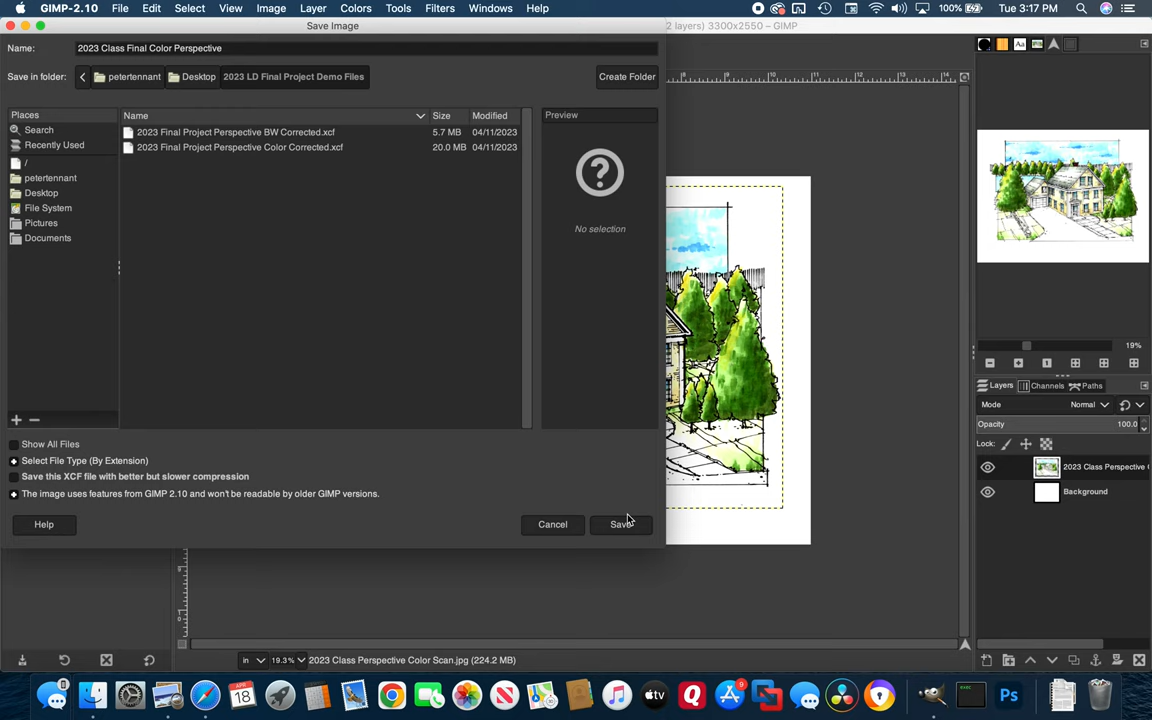 GIMP-2.10 File Edit Select View Image Layer Colors Tools Filters Windows Help 100% Tue 3:17 PM
Save Image
2 layers) 3300x2550 – GIMP
Name: 2023 Class Final Color Perspective
Save in folder: petertennant Desktop 2023 LD Final Project Demo Files Create Folder
8 9 10 11 12 13 14
Places Name Size Modified Preview
Search 2023 Final Project Perspective BW Corrected.xcf 5.7 MB 04/11/2023
Recently Used 2023 Final Project Perspective Color Corrected.xcf 20.0 MB 04/11/2023
/
petertennant
Desktop
File System
Pictures
Documents
No selection
19%
Layers Channels Paths
Mode Normal
Opacity 100.0
Lock:
2023 Class Perspective
Background
Show All Files
Select File Type (By Extension)
Save this XCF file with better but slower compression
The image uses features from GIMP 2.10 and won't be readable by older GIMP versions.
Help Cancel Save
in 19.3% 2023 Class Perspective Color Scan.jpg (224.2 MB)